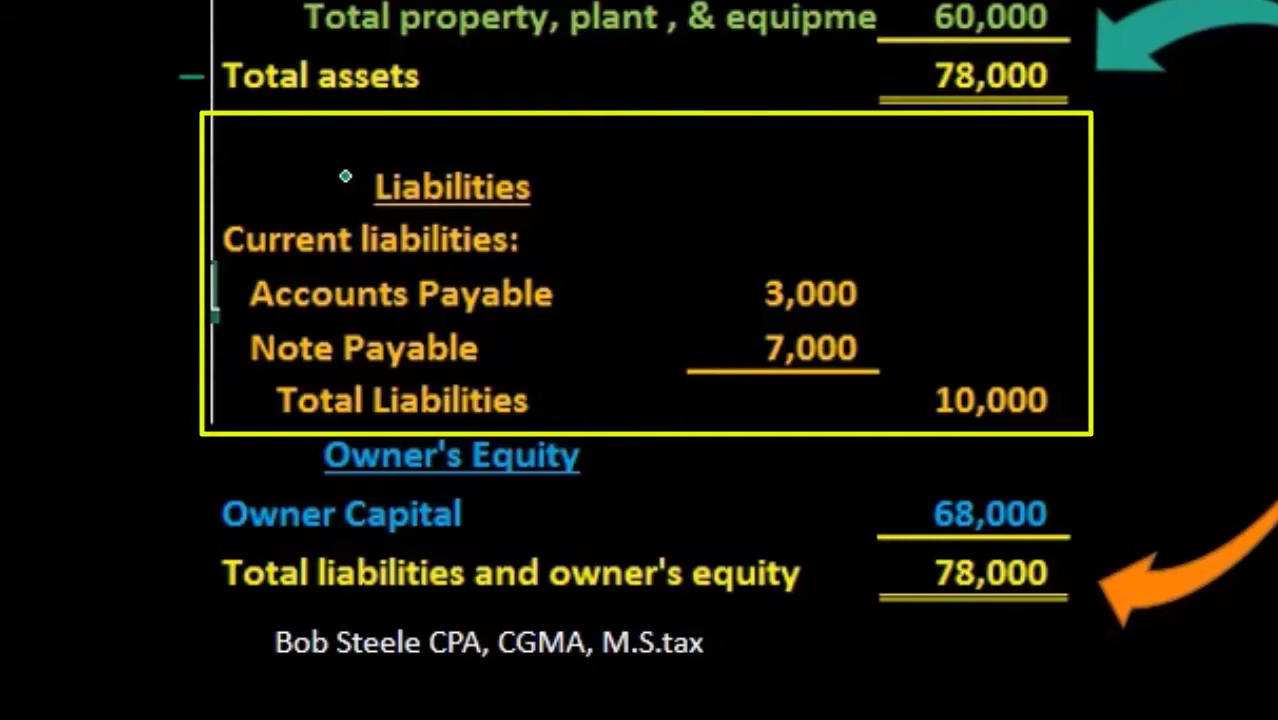 Total property, plant , & equipme 60,000
Total assets 78,000
Liabilities
Current liabilities:
Accounts Payable 3,000
Note Payable 7,000
Total Liabilities 10,000
Owner's Equity
Owner Capital 68,000
Total liabilities and owner's equity 78,000
Bob Steele CPA, CGMA, M.S.tax